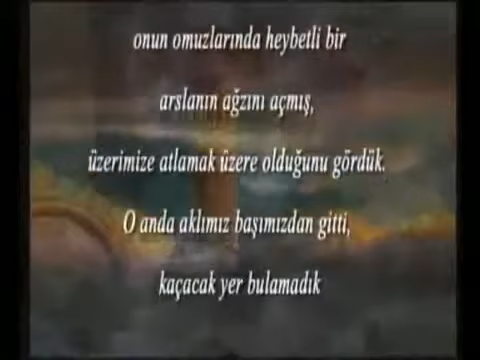 onun omuzlarında heybetli bir
arslanın ağzını açmış,
üzerimize atlamak üzere olduğunu gördük.
O anda aklımız başımızdan gitti,
kaçacak yer bulamadık